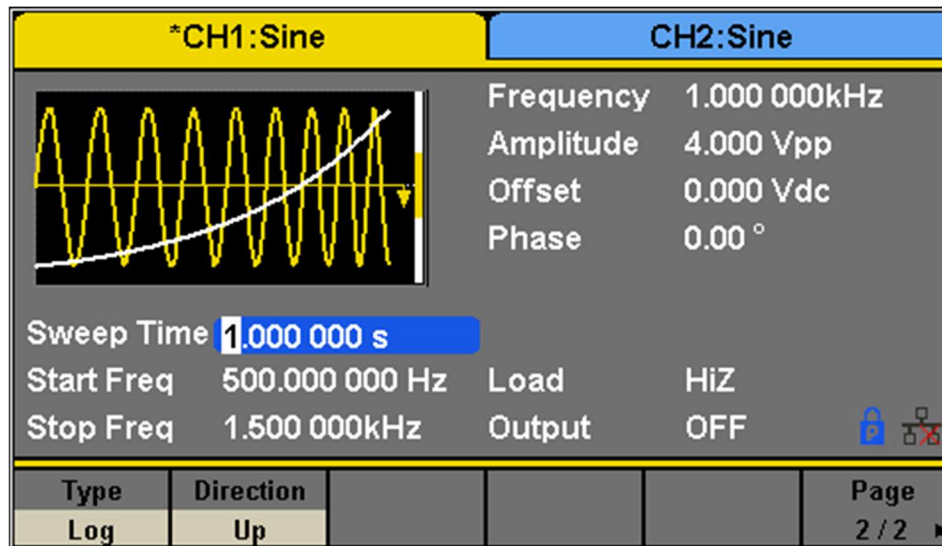 *CH1:Sine CH2:Sine
Frequency 1.000 000kHz
Amplitude 4.000 Vpp
Offset 0.000 Vdc
Phase 0.00 °
Sweep Time 1.000 000 s
Start Freq 500.000 000 Hz Load HiZ
Stop Freq 1.500 000kHz Output OFF
P
Type Direction Page
Log Up 2 / 2